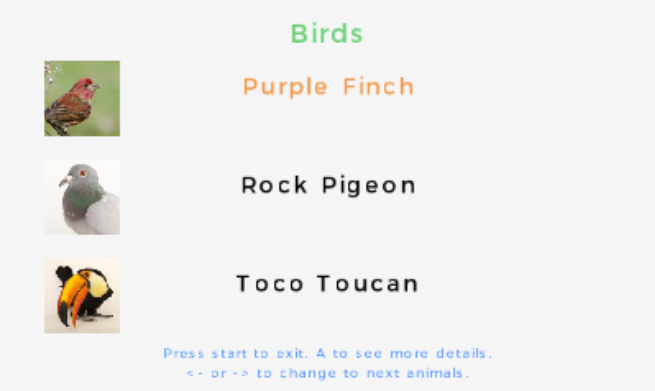 Birds
Purple Finch
Rock Pigeon
Toco Toucan
Press start to exit. A to see more details.
<- or -> to change to next animals.